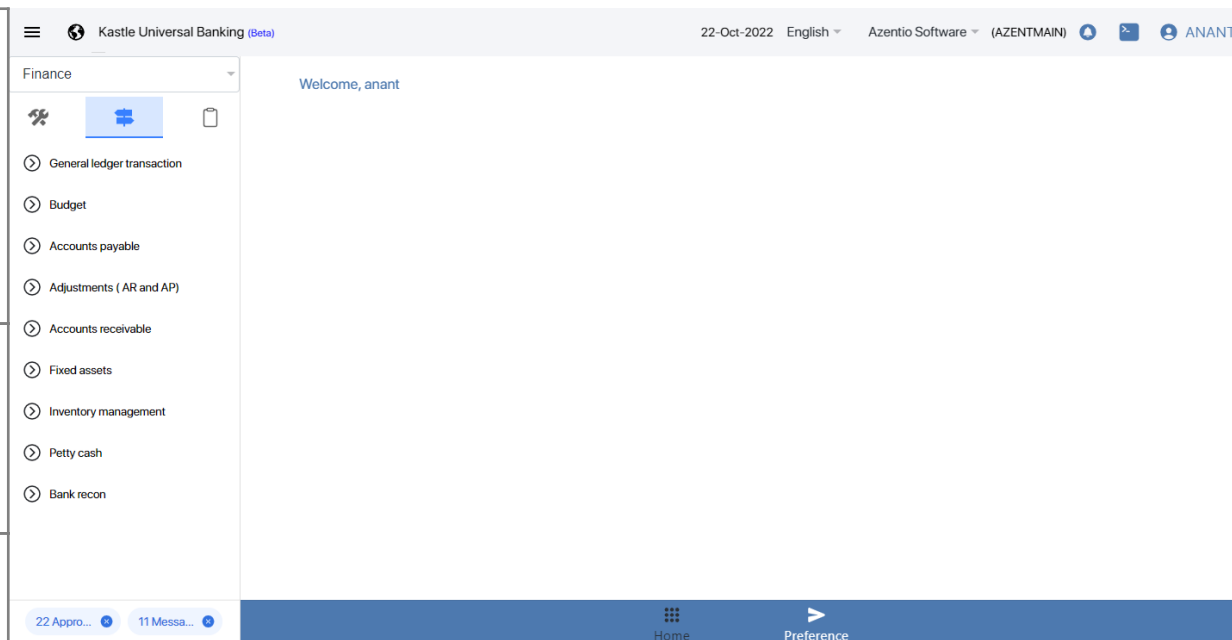 Kastle Universal Banking (Beta)
22-Oct-2022 English Azentio Software (AZENTMAIN) ANANT
Finance
Welcome, anant
General ledger transaction
Budget
Accounts payable
Adjustments ( AR and AP)
Accounts receivable
Fixed assets
Inventory management
Petty cash
Bank recon
22 Appro... 11 Messa...
Home Preference